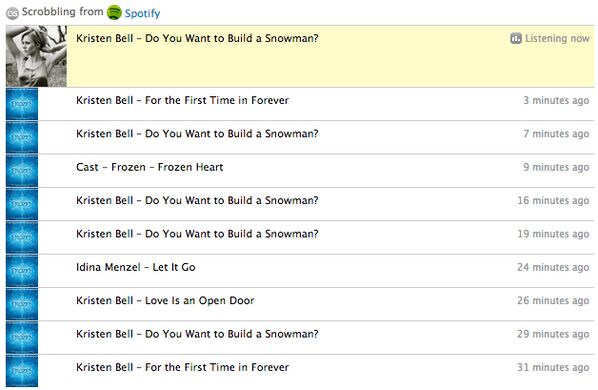 Scrobbling from Spotify
Kristen Bell – Do You Want to Build a Snowman? Listening now
Kristen Bell – For the First Time in Forever 3 minutes ago
Kristen Bell – Do You Want to Build a Snowman? 7 minutes ago
Cast – Frozen – Frozen Heart 9 minutes ago
Kristen Bell – Do You Want to Build a Snowman? 16 minutes ago
Kristen Bell – Do You Want to Build a Snowman? 19 minutes ago
Idina Menzel – Let It Go 24 minutes ago
Kristen Bell – Love Is an Open Door 26 minutes ago
Kristen Bell – Do You Want to Build a Snowman? 29 minutes ago
Kristen Bell – For the First Time in Forever 31 minutes ago